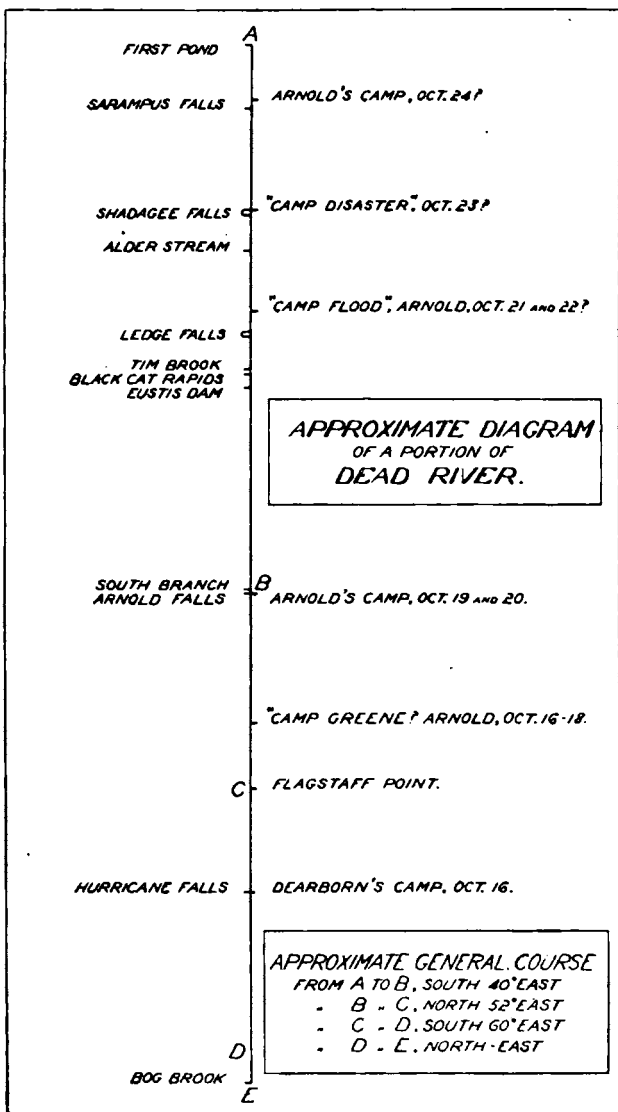 A
FIRST POND
ARNOLD'S CAMP, OCT. 24?
SARAMPUS FALLS
"CAMP DISASTER", OCT. 23?
SHADAGEE FALLS
ALDER STREAM
"CAMP FLOOD", ARNOLD, OCT. 21 AND 22?
LEDGE FALLS
TIM BROOK
BLACK CAT RAPIDS
EUSTIS DAM
APPROXIMATE DIAGRAM
OF A PORTION OF
DEAD RIVER.
SOUTH BRANCH B
ARNOLD FALLS ARNOLD'S CAMP, OCT. 19 AND 20.
"CAMP GREENE? ARNOLD, OCT. 16-18.
C FLAGSTAFF POINT.
HURRICANE FALLS DEARBORN'S CAMP, OCT. 16.
APPROXIMATE GENERAL COURSE
FROM A TO B, SOUTH 40° EAST
" B " C, NORTH 52° EAST
" C " D, SOUTH 60° EAST
" D " E, NORTH-EAST
D
BOG BROOK
E